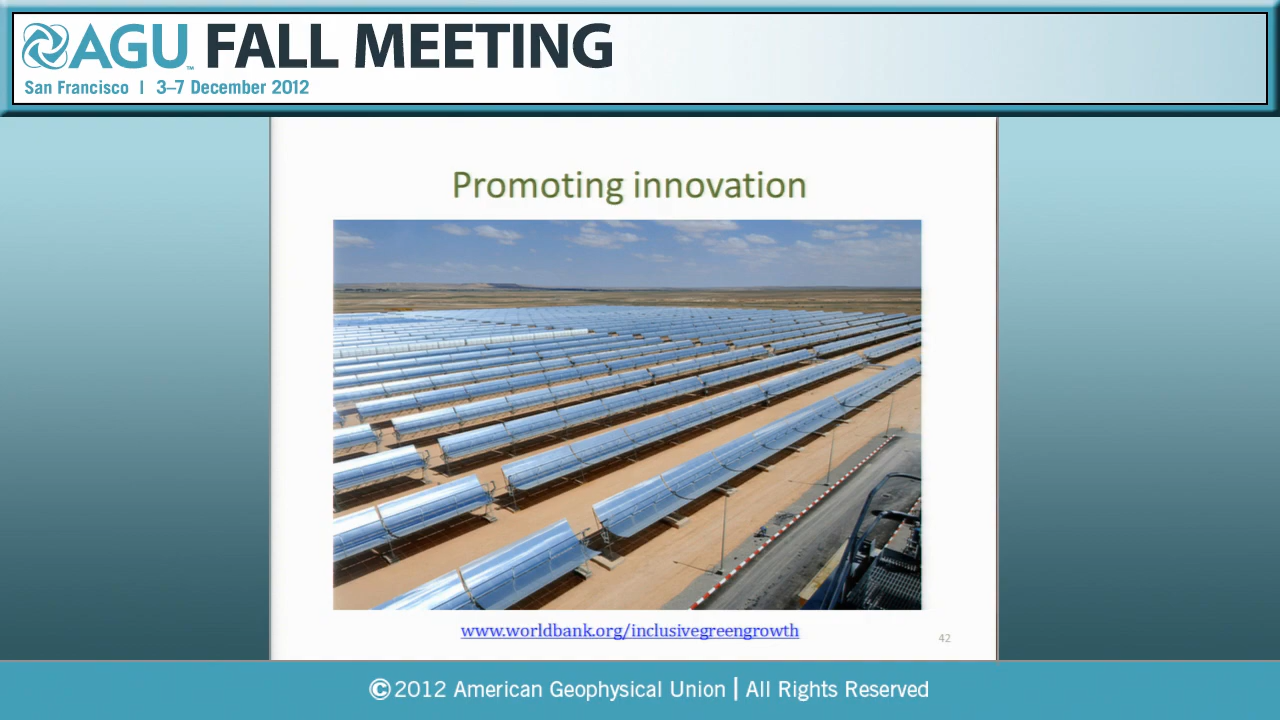 AGU™ FALL MEETING
San Francisco | 3–7 December 2012
Promoting innovation
www.worldbank.org/inclusivegreengrowth
42
©2012 American Geophysical Union | All Rights Reserved